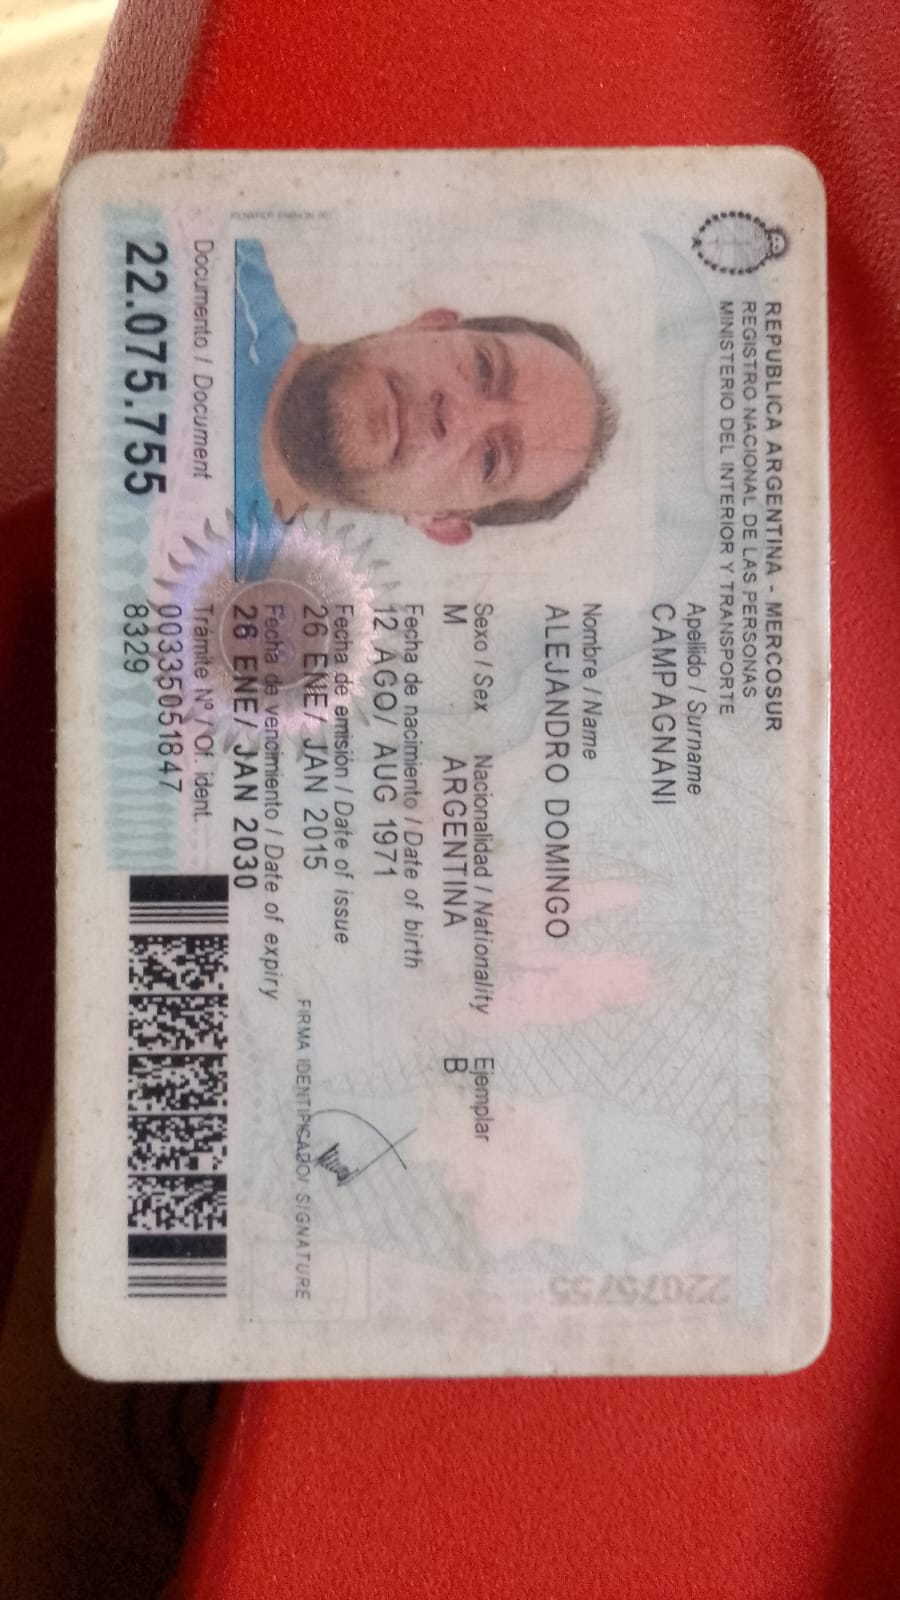 REPUBLICA ARGENTINA - MERCOSUR
REGISTRO NACIONAL DE LAS PERSONAS
MINISTERIO DEL INTERIOR Y TRANSPORTE
Apellido / Surname
CAMPAGNANI
Nombre / Name
ALEJANDRO DOMINGO
Sexo / Sex Nacionalidad / Nationality Ejemplar
M ARGENTINA B
Fecha de nacimiento / Date of birth
12 AGO/ AUG 1971
Fecha de emisión / Date of issue
26 ENE/ JAN 2015
Fecha de vencimiento / Date of expiry
26 ENE/ JAN 2030
FIRMA IDENTIFICADO/ SIGNATURE
Documento / Document
22.075.755
Trámite Nº / Of. ident.
00335051847
8329
22075755